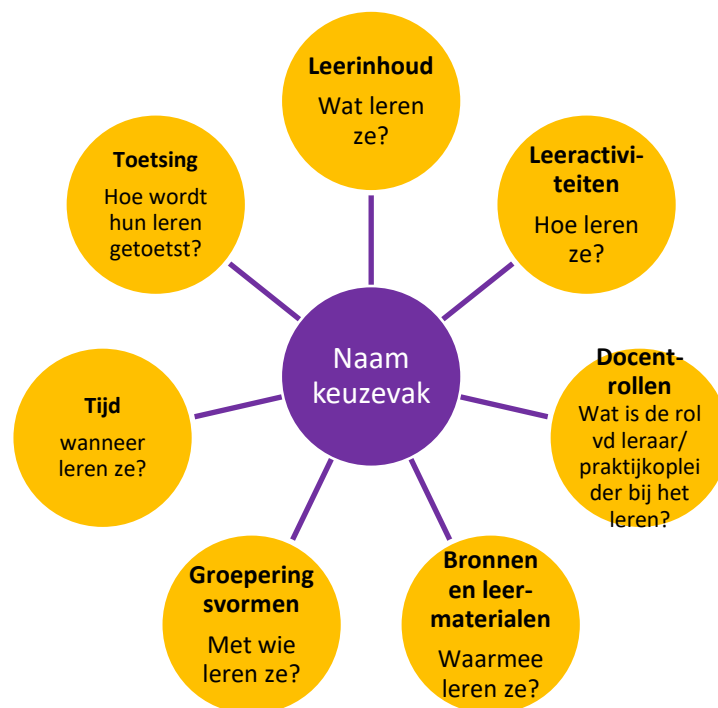 Leerinhoud
Wat leren
ze?
Leeractivi-
teiten
Hoe leren
ze?
Docent-
rollen
Wat is de rol
vd leraar/
praktijkoplei
der bij het
leren?
Bronnen
en leer-
materialen
Waarmee
leren ze?
Groepering
svormen
Met wie
leren ze?
Tijd
wanneer
leren ze?
Toetsing
Hoe wordt
hun leren
getoetst?
Naam
keuzevak